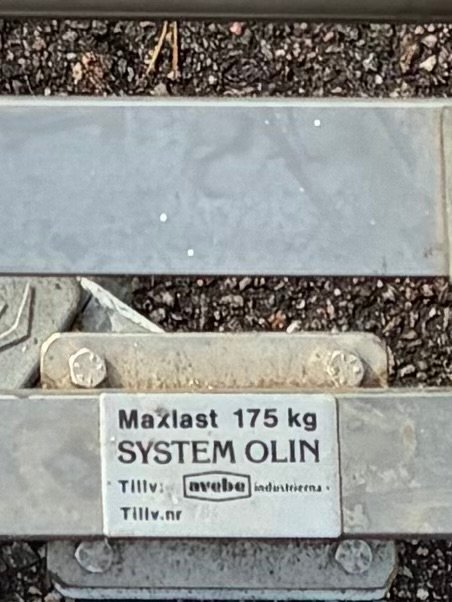 Maxlast 175 kg
SYSTEM OLIN
Tillv: avebe industrierna
Tillv.nr